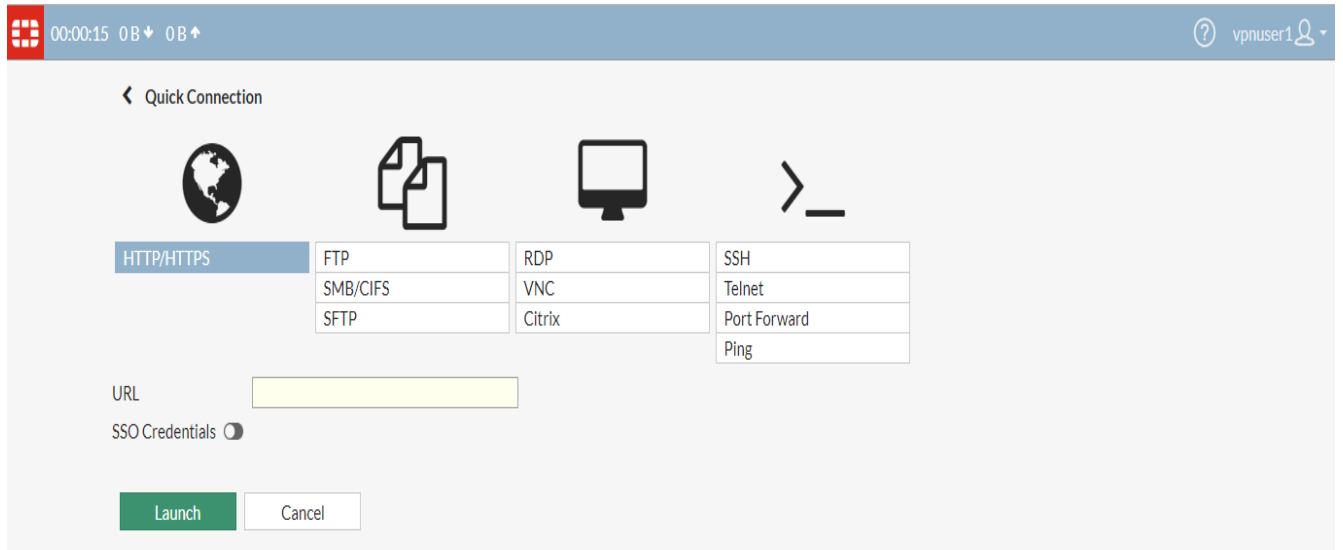 00:00:15 0 B 0 B vpnuser1
Quick Connection
HTTP/HTTPS FTP RDP SSH
SMB/CIFS VNC Telnet
SFTP Citrix Port Forward
Ping
URL
SSO Credentials
Launch Cancel